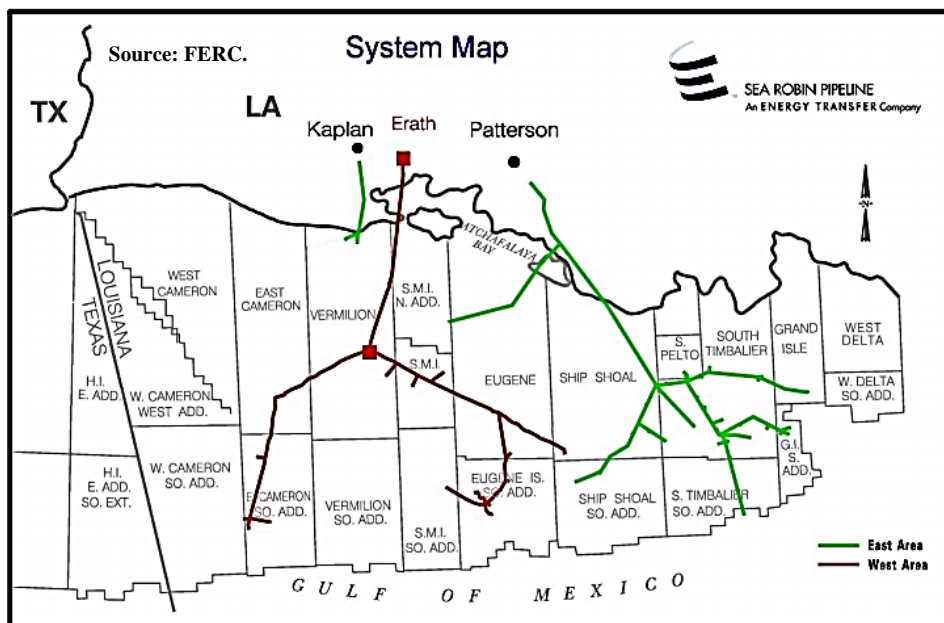 Source: FERC.
System Map
SEA ROBIN PIPELINE
An ENERGY TRANSFER Company
TX
LA
Kaplan
Erath
Patterson
N
ATCHAFALAYA
BAY
LOUISIANA
TEXAS
WEST
CAMERON
EAST
CAMERON
VERMILION
S.M.I.
N. ADD.
S.M.I.
EUGENE
SHIP SHOAL
S.
PELTO
SOUTH
TIMBALIER
GRAND
ISLE
WEST
DELTA
W. DELTA
SO. ADD.
H.I.
E. ADD.
W. CAMERON
WEST ADD.
H.I.
E. ADD.
SO. EXT.
W. CAMERON
SO. ADD.
E. CAMERON
SO. ADD.
VERMILION
SO. ADD.
S.M.I.
SO. ADD.
EUGENE IS.
SO. ADD.
SHIP SHOAL
SO. ADD.
S. TIMBALIER
SO. ADD.
G.I.
S.
ADD.
GULF OF MEXICO
East Area
West Area